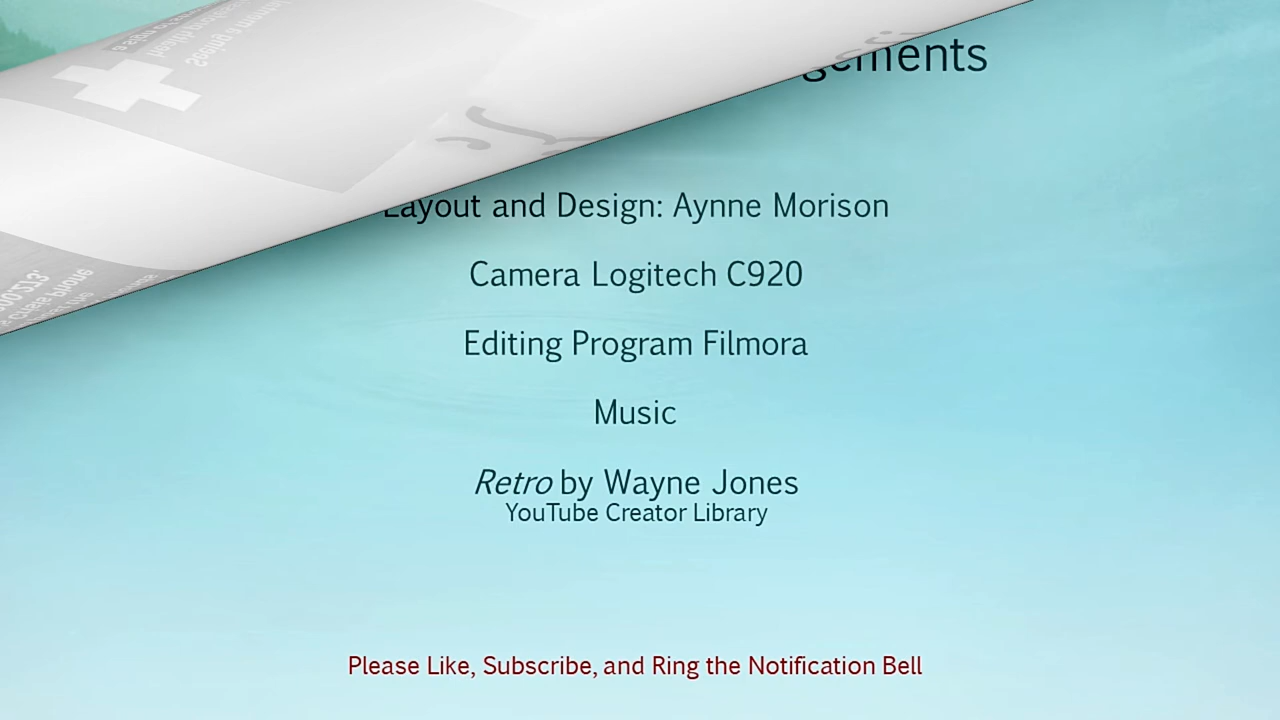 gements
Layout and Design: Aynne Morison
Camera Logitech C920
Editing Program Filmora
Music
Retro by Wayne Jones
YouTube Creator Library
Please Like, Subscribe, and Ring the Notification Bell